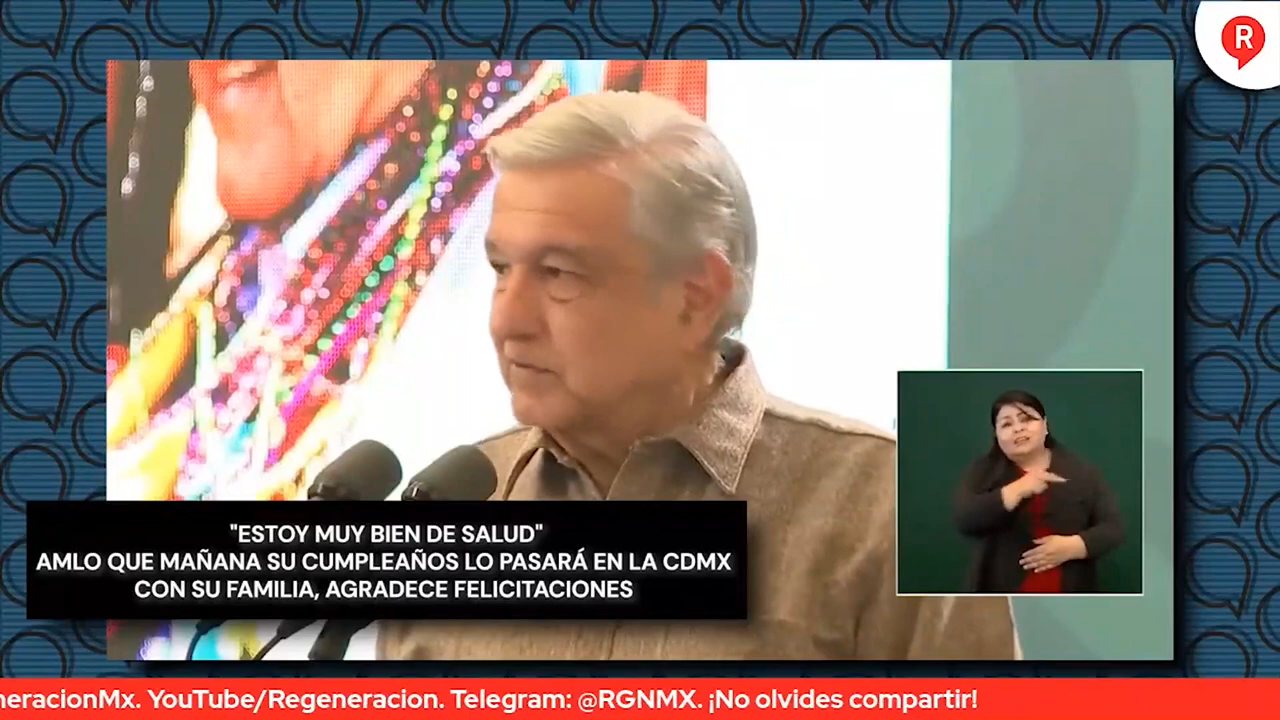 R
"ESTOY MUY BIEN DE SALUD"
AMLO QUE MAÑANA SU CUMPLEAÑOS LO PASARÁ EN LA CDMX
CON SU FAMILIA, AGRADECE FELICITACIONES
neracionMx. YouTube/Regeneracion. Telegram: @RGNMX. ¡No olvides compartir!